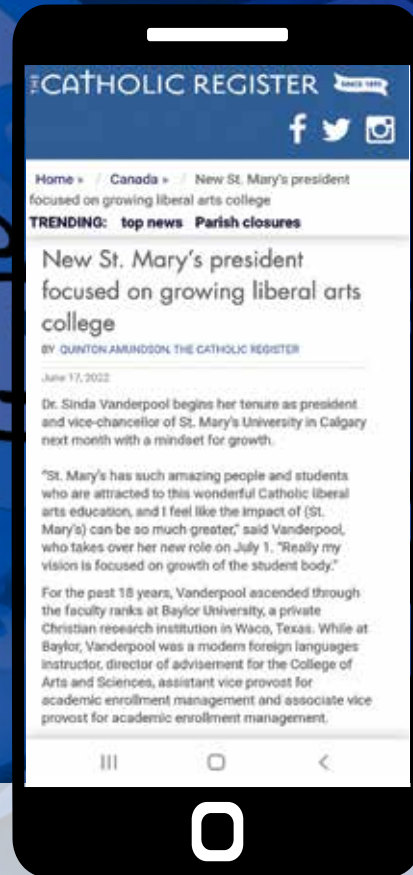 THE CATHOLIC REGISTER SINCE 1893
Home » / Canada » / New St. Mary's president
focused on growing liberal arts college
TRENDING: top news Parish closures
New St. Mary's president
focused on growing liberal arts
college
BY QUINTON AMUNDSON, THE CATHOLIC REGISTER
June 17, 2022
Dr. Sinda Vanderpool begins her tenure as president
and vice-chancellor of St. Mary's University in Calgary
next month with a mindset for growth.
"St. Mary's has such amazing people and students
who are attracted to this wonderful Catholic liberal
arts education, and I feel like the impact of (St.
Mary's) can be so much greater," said Vanderpool,
who takes over her new role on July 1. "Really my
vision is focused on growth of the student body."
For the past 18 years, Vanderpool ascended through
the faculty ranks at Baylor University, a private
Christian research institution in Waco, Texas. While at
Baylor, Vanderpool was a modern foreign languages
instructor, director of advisement for the College of
Arts and Sciences, assistant vice provost for
academic enrollment management and associate vice
provost for academic enrollment management.